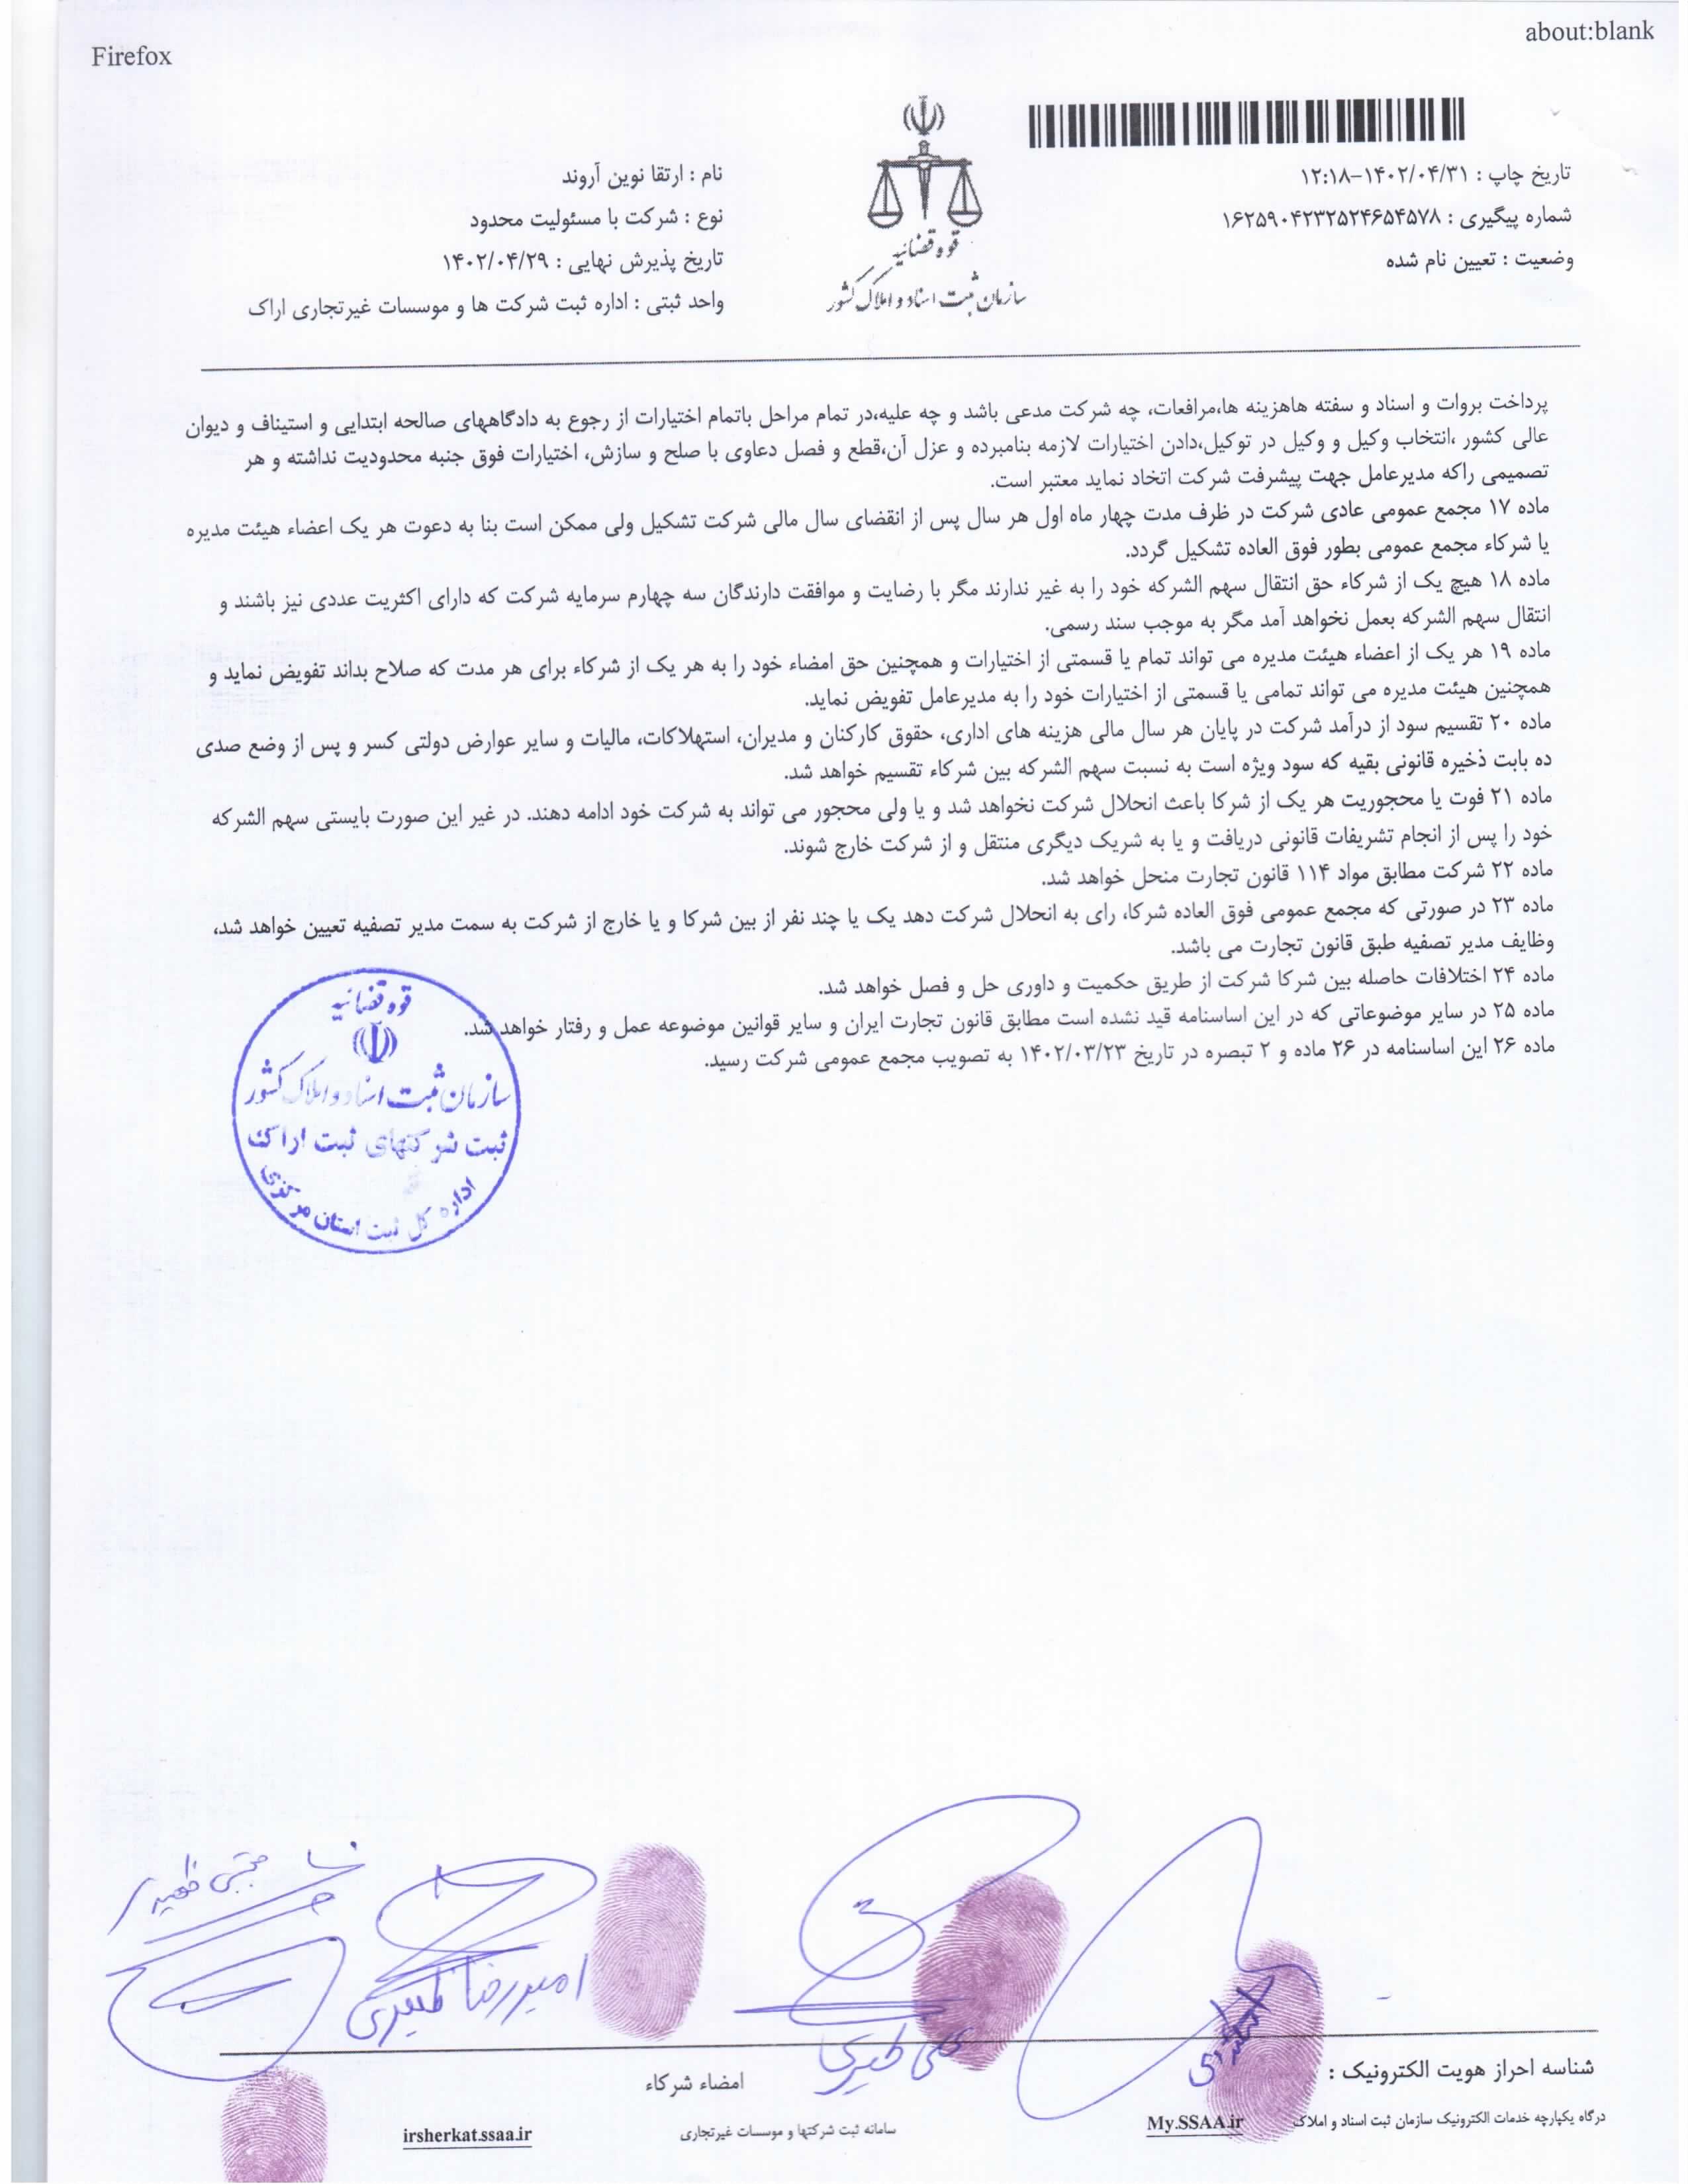 Firefox
about:blank
تاریخ چاپ : ۱۴۰۲/۰۴/۳۱-۱۲:۱۸
شماره پیگیری : ۱۶۲۵۹۰۴۲۳۲۵۲۴۶۵۴۵۷۸
وضعیت : تعیین نام شده
قوه قضائیه
سازمان ثبت اسناد و املاک کشور
نام : ارتقا نوین آروند
نوع : شرکت با مسئولیت محدود
تاریخ پذیرش نهایی : ۱۴۰۲/۰۴/۲۹
واحد ثبتی : اداره ثبت شرکت ها و موسسات غیرتجاری اراک
پرداخت بروات و اسناد و سفته هاهزینه ها،مرافعات، چه شرکت مدعی باشد و چه علیه،در تمام مراحل باتمام اختیارات از رجوع به دادگاههای صالحه ابتدایی و استیناف و دیوان
عالی کشور ،انتخاب وکیل و وکیل در توکیل،دادن اختیارات لازمه بنامبرده و عزل آن،قطع و فصل دعاوی با صلح و سازش، اختیارات فوق جنبه محدودیت نداشته و هر
تصمیمی راکه مدیرعامل جهت پیشرفت شرکت اتخاد نماید معتبر است.
ماده ۱۷ مجمع عمومی عادی شرکت در ظرف مدت چهار ماه اول هر سال پس از انقضای سال مالی شرکت تشکیل ولی ممکن است بنا به دعوت هر یک اعضاء هیئت مدیره
یا شرکاء مجمع عمومی بطور فوق العاده تشکیل گردد.
ماده ۱۸ هیچ یک از شرکاء حق انتقال سهم الشرکه خود را به غیر ندارند مگر با رضایت و موافقت دارندگان سه چهارم سرمایه شرکت که دارای اکثریت عددی نیز باشند و
انتقال سهم الشرکه بعمل نخواهد آمد مگر به موجب سند رسمی.
ماده ۱۹ هر یک از اعضاء هیئت مدیره می تواند تمام یا قسمتی از اختیارات و همچنین حق امضاء خود را به هر یک از شرکاء برای هر مدت که صلاح بداند تفویض نماید و
همچنین هیئت مدیره می تواند تمامی یا قسمتی از اختیارات خود را به مدیرعامل تفویض نماید.
ماده ۲۰ تقسیم سود از درآمد شرکت در پایان هر سال مالی هزینه های اداری، حقوق کارکنان و مدیران، استهلاکات، مالیات و سایر عوارض دولتی کسر و پس از وضع صدی
ده بابت ذخیره قانونی بقیه که سود ویژه است به نسبت سهم الشرکه بین شرکاء تقسیم خواهد شد.
ماده ۲۱ فوت یا محجوریت هر یک از شرکا باعث انحلال شرکت نخواهد شد و یا ولی محجور می تواند به شرکت خود ادامه دهند. در غیر این صورت بایستی سهم الشرکه
خود را پس از انجام تشریفات قانونی دریافت و یا به شریک دیگری منتقل و از شرکت خارج شوند.
ماده ۲۲ شرکت مطابق مواد ۱۱۴ قانون تجارت منحل خواهد شد.
ماده ۲۳ در صورتی که مجمع عمومی فوق العاده شرکا، رای به انحلال شرکت دهد یک یا چند نفر از بین شرکا و یا خارج از شرکت به سمت مدیر تصفیه تعیین خواهد شد،
وظایف مدیر تصفیه طبق قانون تجارت می باشد.
ماده ۲۴ اختلافات حاصله بین شرکا شرکت از طریق حکمیت و داوری حل و فصل خواهد شد.
ماده ۲۵ در سایر موضوعاتی که در این اساسنامه قید نشده است مطابق قانون تجارت ایران و سایر قوانین موضوعه عمل و رفتار خواهد شد.
ماده ۲۶ این اساسنامه در ۲۶ ماده و ۲ تبصره در تاریخ ۱۴۰۲/۰۳/۲۳ به تصویب مجمع عمومی شرکت رسید.
قوه قضائیه
سازمان ثبت اسناد و املاک کشور
ثبت شرکتهای ثبت اراک
اداره کل ثبت استان مرکزی
مجتبی
امیررضا
علی
شناسه احراز هویت الکترونیک :
امضاء شرکاء
درگاه یکپارچه خدمات الکترونیک سازمان ثبت اسناد و املاک
My.SSAA.ir
سامانه ثبت شرکتها و موسسات غیرتجاری
irsherkat.ssaa.ir